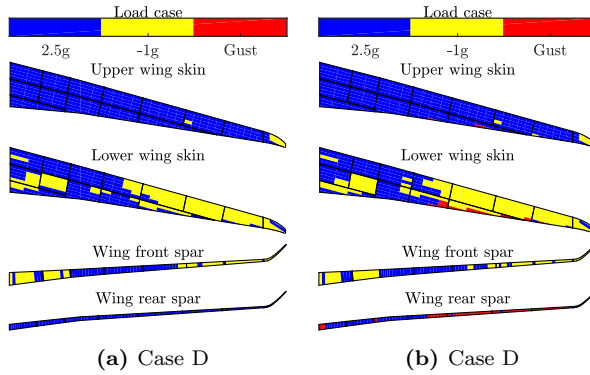 Load case
2.5g -1g Gust
Upper wing skin
Lower wing skin
Wing front spar
Wing rear spar
(a) Case D
Load case
2.5g -1g Gust
Upper wing skin
Lower wing skin
Wing front spar
Wing rear spar
(b) Case D